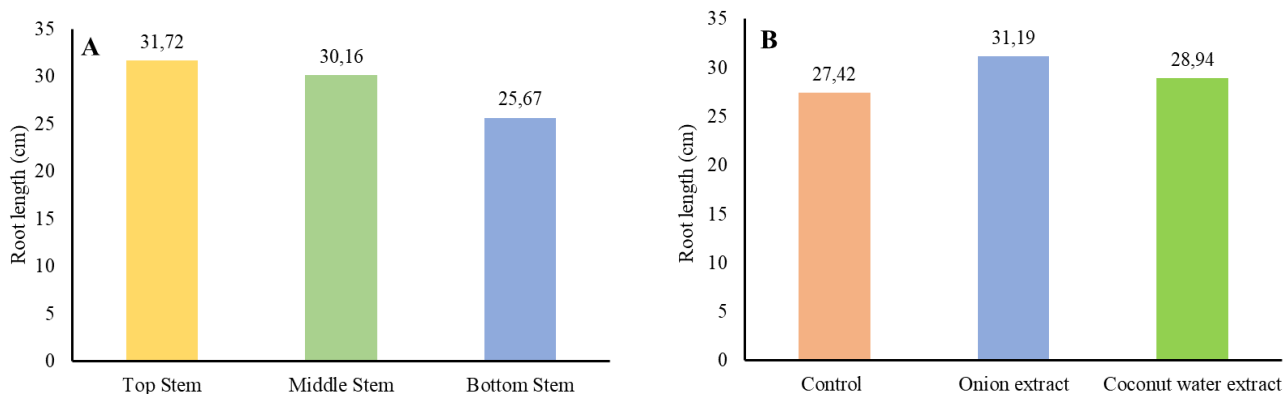 A
Root length (cm)
35
30
25
20
15
10
5
0
31,72
30,16
25,67
Top Stem
Middle Stem
Bottom Stem
B
Root length (cm)
35
30
25
20
15
10
5
0
27,42
31,19
28,94
Control
Onion extract
Coconut water extract